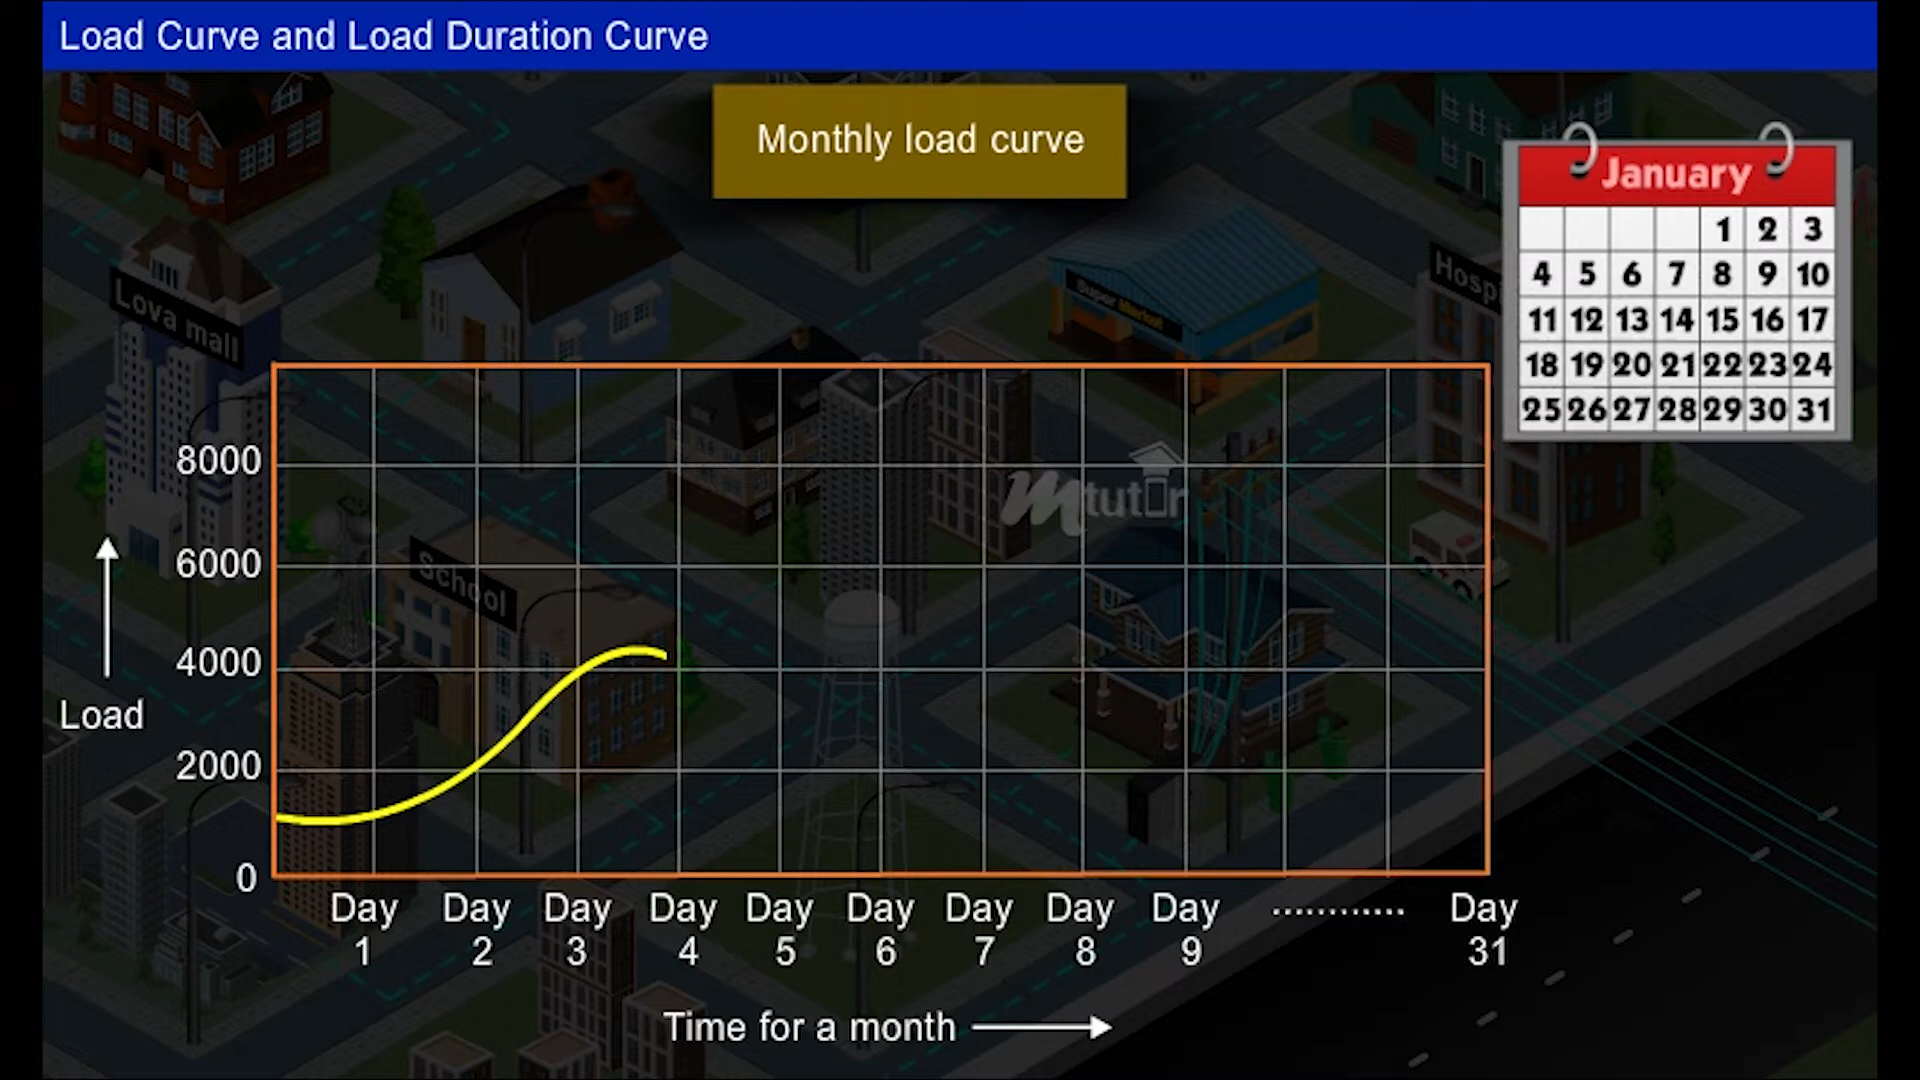 Load Curve and Load Duration Curve
Monthly load curve
January
1 2 3
4 5 6 7 8 9 10
11 12 13 14 15 16 17
18 19 20 21 22 23 24
25 26 27 28 29 30 31
Lova mall
Super Market
School
mtutor
8000
6000
4000
2000
0
Load
Day Day Day Day Day Day Day Day Day ............ Day
1 2 3 4 5 6 7 8 9 31
Time for a month